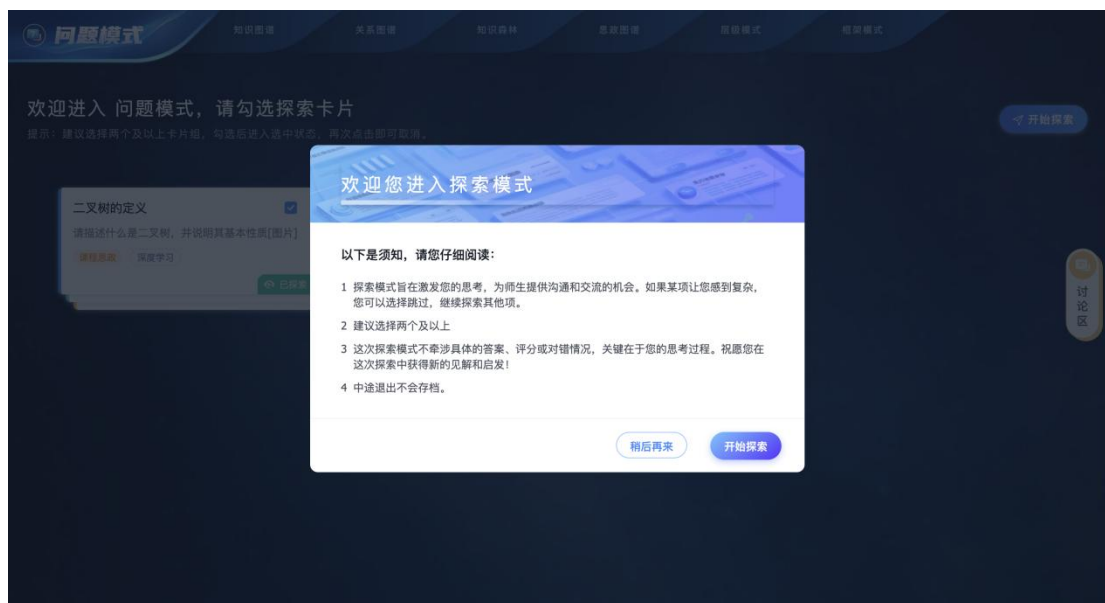 问题模式
知识图谱
关系图谱
知识森林
思政图谱
层级模式
框架模式
欢迎进入 问题模式，请勾选探索卡片
提示：建议选择两个及以上卡片组，勾选后进入选中状态，再次点击即可取消。
开始探索
二叉树的定义
请描述什么是二叉树，并说明其基本性质[图片]
课程思政
深度学习
已探索
欢迎您进入探索模式
以下是须知，请您仔细阅读：
1 探索模式旨在激发您的思考，为师生提供沟通和交流的机会。如果某项让您感到复杂，
您可以选择跳过，继续探索其他项。
2 建议选择两个及以上
3 这次探索模式不牵涉具体的答案、评分或对错情况，关键在于您的思考过程。祝愿您在
这次探索中获得新的见解和启发！
4 中途退出不会存档。
稍后再来
开始探索
讨论区